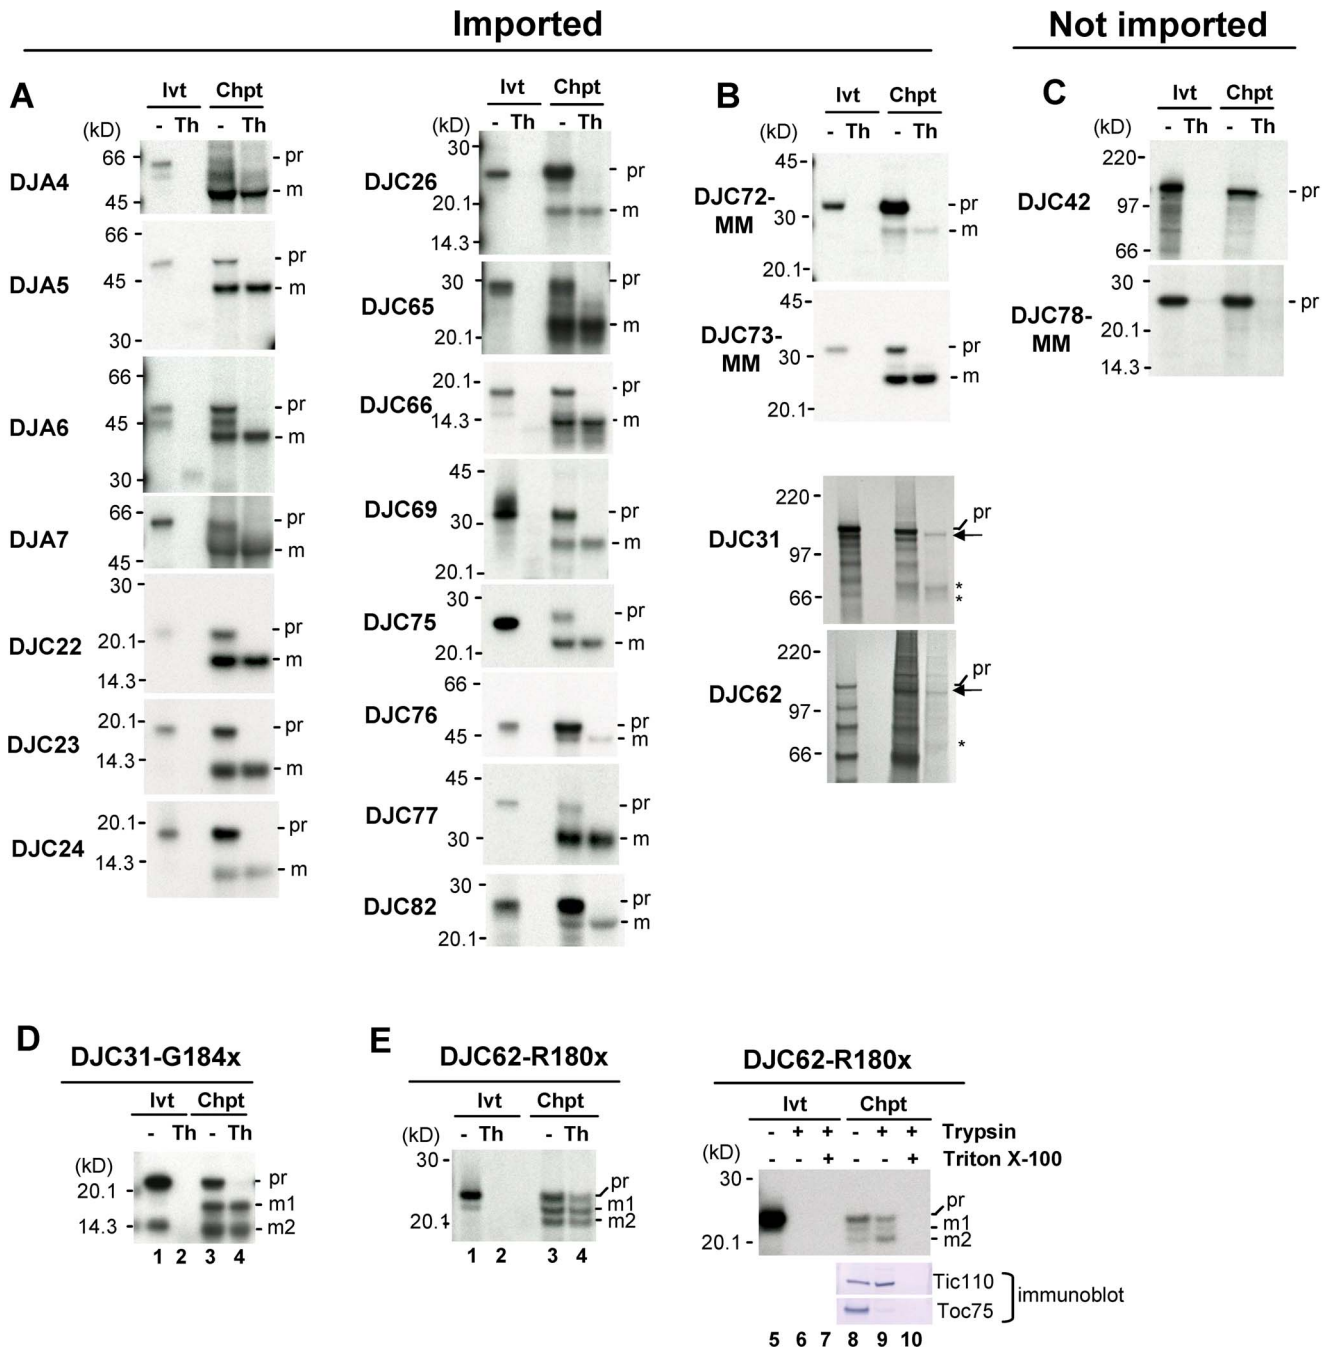 Imported
Not imported
A
Ivt Chpt
(kD) - Th - Th
DJA4 66 45 pr m
DJA5 66 45 30 pr m
DJA6 66 45 30 pr m
DJA7 66 45 pr m
DJC22 30 20.1 14.3 pr m
DJC23 20.1 14.3 pr m
DJC24 20.1 14.3 pr m
Ivt Chpt
(kD) - Th - Th
DJC26 30 20.1 14.3 pr m
DJC65 30 20.1 pr m
DJC66 20.1 14.3 pr m
DJC69 45 30 20.1 pr m
DJC75 30 20.1 pr m
DJC76 66 45 pr m
DJC77 45 30 pr m
DJC82 30 20.1 pr m
B
Ivt Chpt
(kD) - Th - Th
DJC72-
MM
45 30 20.1 pr m
DJC73-
MM
45 30 20.1 pr m
DJC31 220 97 66 pr * *
DJC62 220 97 66 pr *
C
Ivt Chpt
(kD) - Th - Th
DJC42 220 97 66 pr
DJC78-
MM
30 20.1 14.3 pr
D
DJC31-G184x
Ivt Chpt
- Th - Th
(kD)
20.1 14.3 pr m1 m2
1 2 3 4
E
DJC62-R180x
Ivt Chpt
(kD) - Th - Th
30 20.1 pr m1 m2
1 2 3 4
DJC62-R180x
Ivt Chpt
- + + - + + Trypsin
(kD) - - + - - + Triton X-100
30 20.1 pr m1 m2
Tic110
Toc75
immunoblot
5 6 7 8 9 10